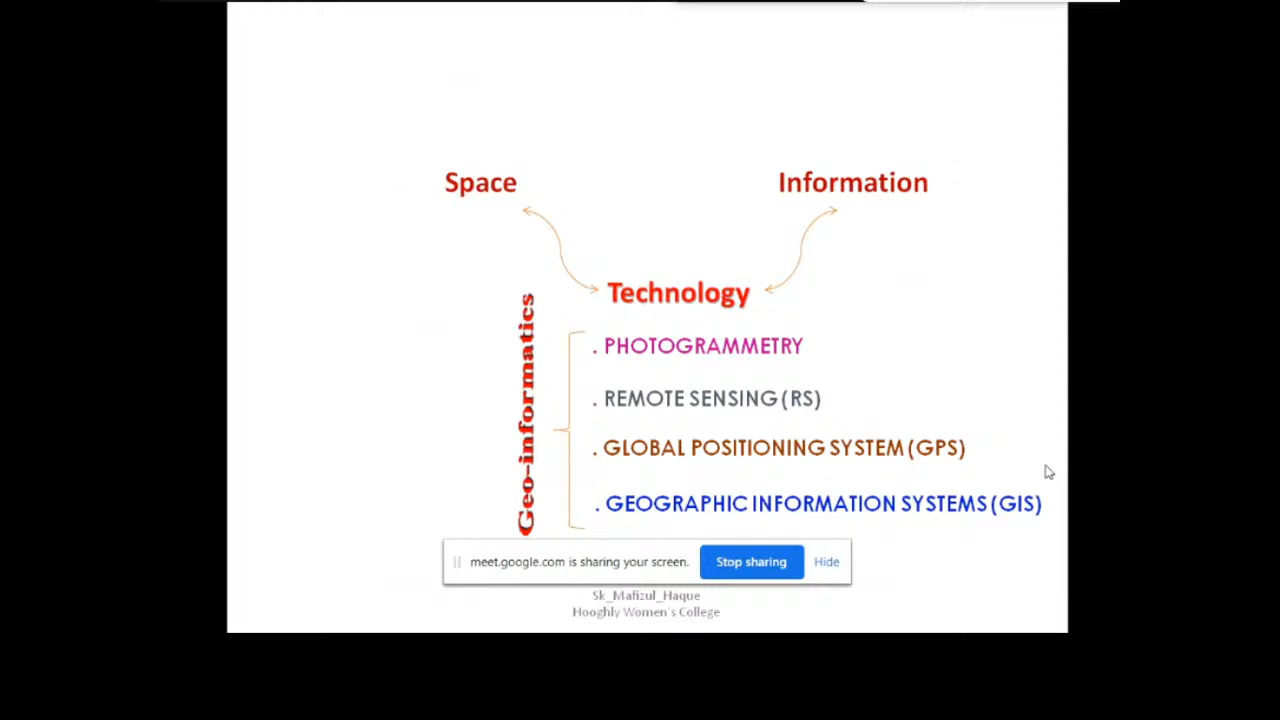 Space
Information
Technology
Geo-informatics
. PHOTOGRAMMETRY
. REMOTE SENSING (RS)
. GLOBAL POSITIONING SYSTEM (GPS)
. GEOGRAPHIC INFORMATION SYSTEMS (GIS)
meet.google.com is sharing your screen. Stop sharing Hide
Sk_Mafizul_Haque
Hooghly Women's College